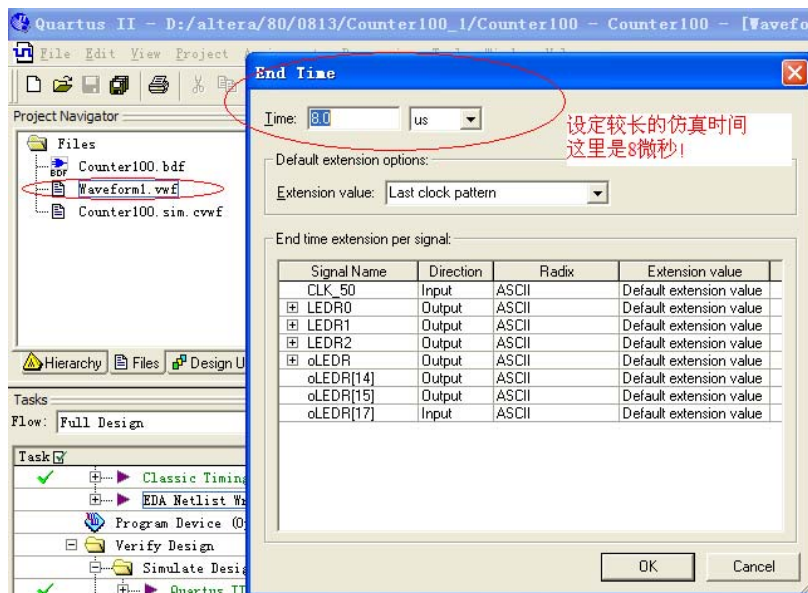 Quartus II - D:/altera/80/0813/Counter100_1/Counter100 - Counter100 - [Wavefo
File Edit View Project
End Time
Project Navigator
Files
Counter100.bdf
Waveform1.vwf
Counter100.sim.cvwf
Hierarchy Files Design U
Tasks
Flow: Full Design
Task
Classic Timing
EDA Netlist Wr
Program Device (O
Verify Design
Simulate Desig
Quartus II
Time: 8.0 us
设定较长的仿真时间
这里是8微秒!
Default extension options:
Extension value: Last clock pattern
End time extension per signal:
Signal Name Direction Radix Extension value
CLK_50 Input ASCII Default extension value
LEDR0 Output ASCII Default extension value
LEDR1 Output ASCII Default extension value
LEDR2 Output ASCII Default extension value
oLEDR Output ASCII Default extension value
oLEDR[14] Output ASCII Default extension value
oLEDR[15] Output ASCII Default extension value
oLEDR[17] Input ASCII Default extension value
OK Cancel